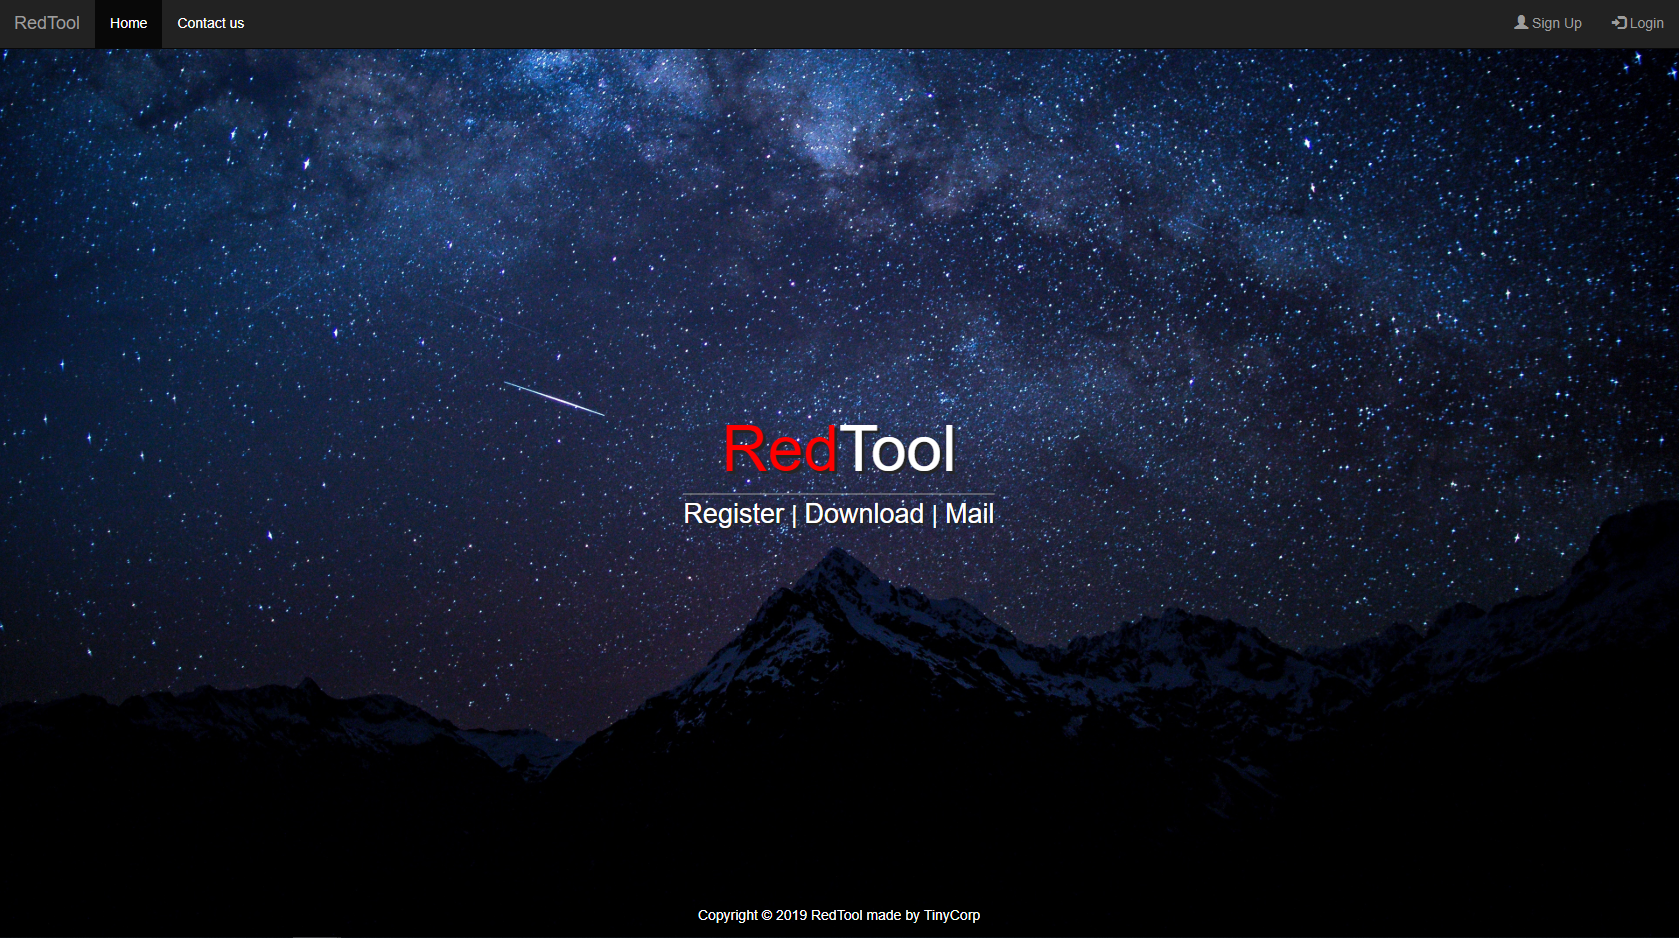 RedTool Home Contact us Sign Up Login
RedTool
Register | Download | Mail
Copyright © 2019 RedTool made by TinyCorp